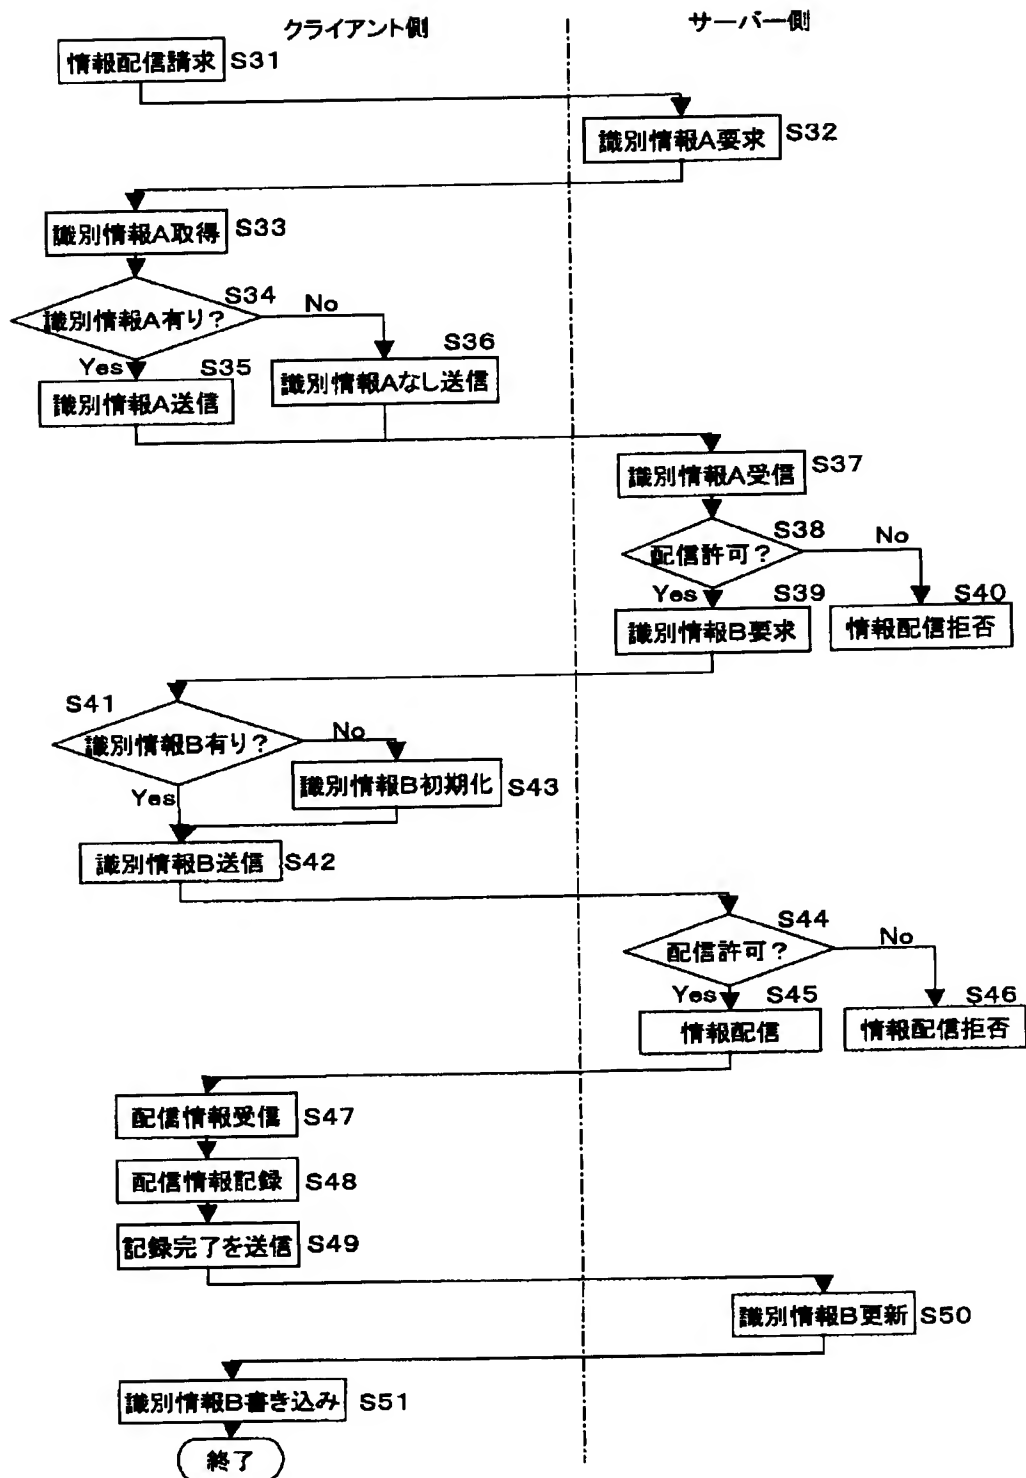 クライアント側
サーバー側
情報配信請求 S31
識別情報A要求 S32
識別情報A取得 S33
識別情報A有り? S34
No
Yes
S35
識別情報A送信
S36
識別情報Aなし送信
識別情報A受信 S37
配信許可? S38
No
Yes
S39
識別情報B要求
S40
情報配信拒否
S41
識別情報B有り?
No
識別情報B初期化 S43
Yes
識別情報B送信 S42
S44
配信許可?
No
Yes
S45
情報配信
S46
情報配信拒否
配信情報受信 S47
配信情報記録 S48
記録完了を送信 S49
識別情報B更新 S50
識別情報B書き込み S51
終了